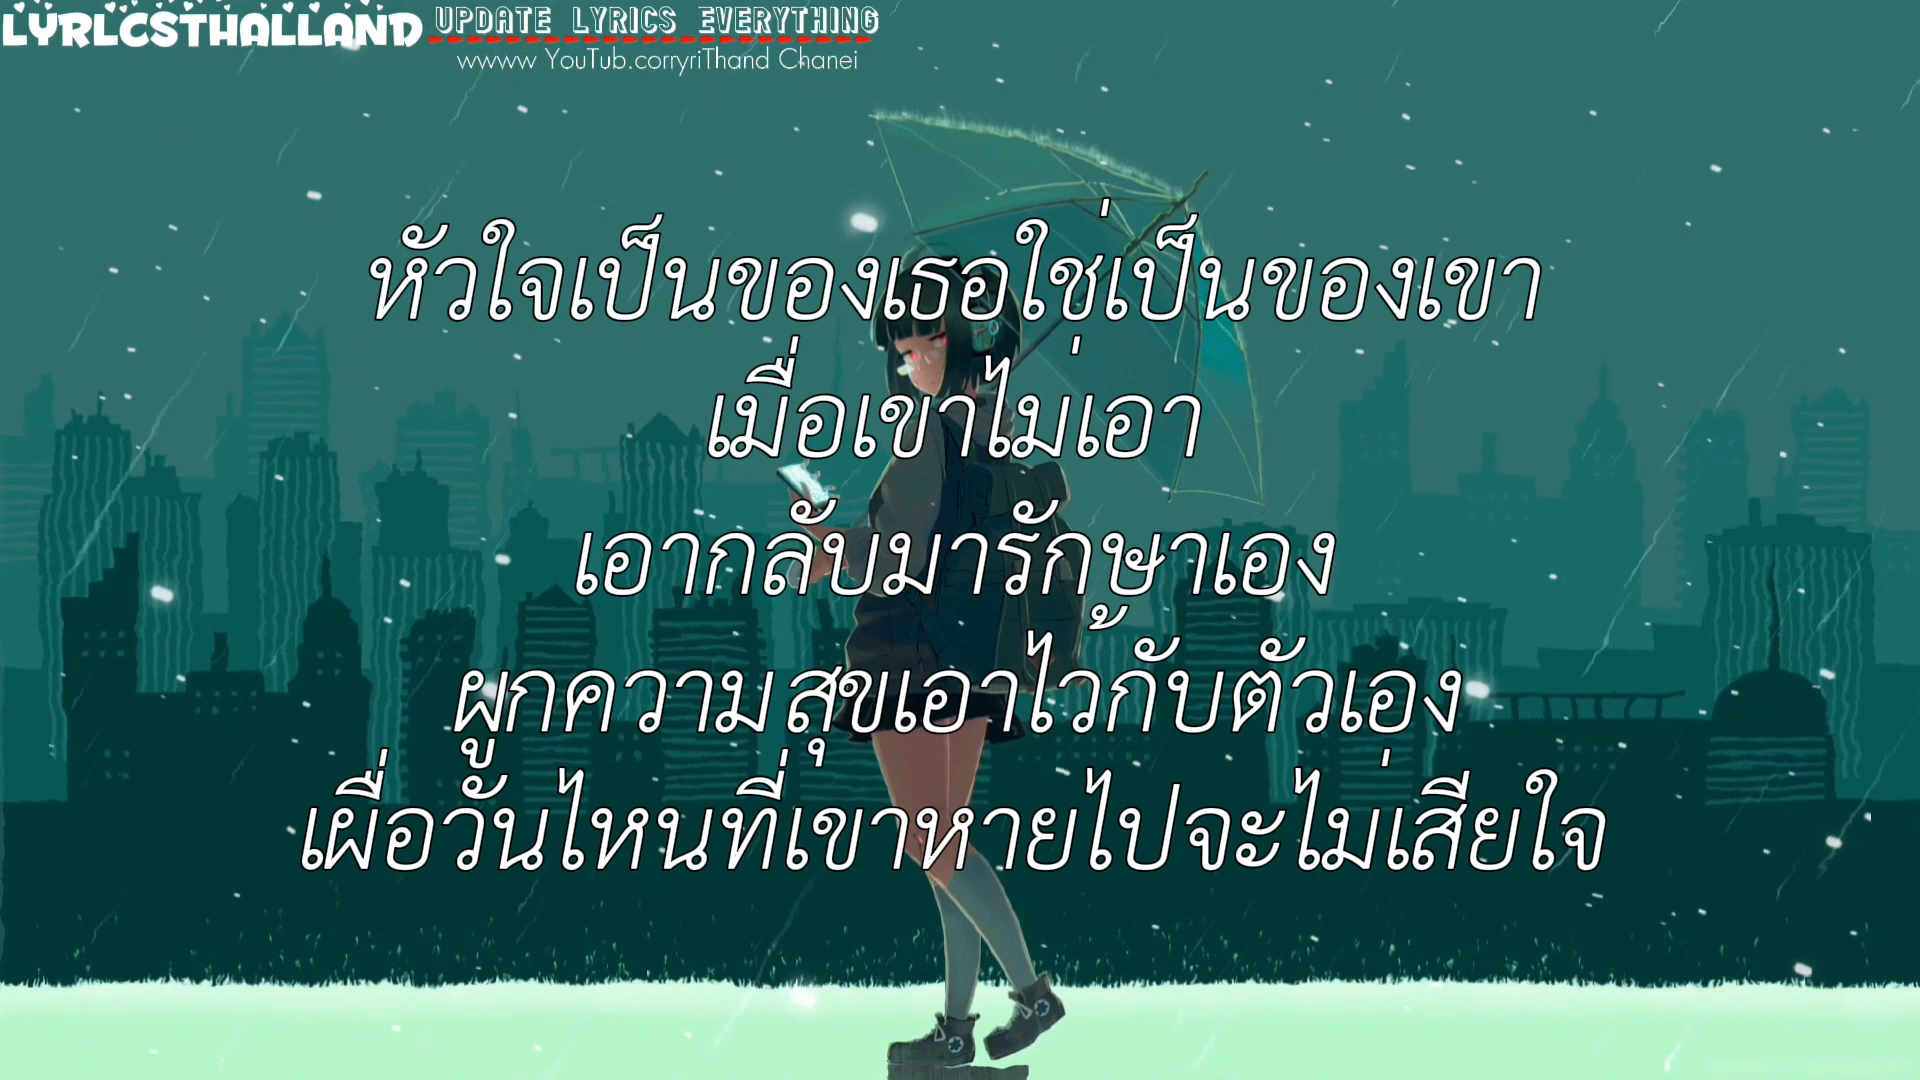 LYRLCSTHALLAND
UPDATE LYRICS EVERYTHING
wwww YouTub.corryriThand Chanei
หัวใจเป็นของเธอใช่เป็นของเขา
เมื่อเขาไม่เอา
เอากลับมารักษาเอง
ผูกความสุขเอาไว้กับตัวเอง
เผื่อวันไหนที่เขาหายไปจะไม่เสียใจ